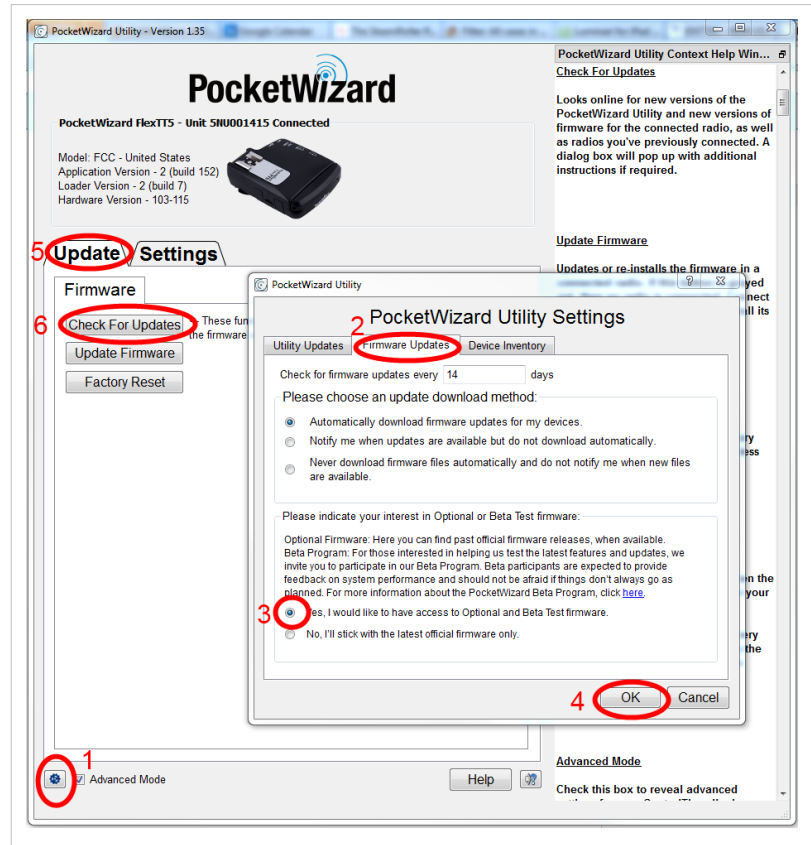 PocketWizard Utility - Version 1.35
Google Calendar
PocketWizard
PocketWizard FlexTT5 - Unit 5NU001415 Connected
Model: FCC - United States
Application Version - 2 (build 152)
Loader Version - 2 (build 7)
Hardware Version - 103-115
5
Update
Settings
Firmware
6
Check For Updates
- These fun
the firmware
Update Firmware
Factory Reset
1
Advanced Mode
Help
PocketWizard Utility
PocketWizard Utility Settings
2
Utility Updates
Firmware Updates
Device Inventory
Check for firmware updates every 14 days
Please choose an update download method:
Automatically download firmware updates for my devices.
Notify me when updates are available but do not download automatically.
Never download firmware files automatically and do not notify me when new files
are available.
Please indicate your interest in Optional or Beta Test firmware:
Optional Firmware: Here you can find past official firmware releases, when available.
Beta Program: For those interested in helping us test the latest features and updates, we
invite you to participate in our Beta Program. Beta participants are expected to provide
feedback on system performance and should not be afraid if things don't always go as
planned. For more information about the PocketWizard Beta Program, click here.
3
Yes, I would like to have access to Optional and Beta Test firmware.
No, I'll stick with the latest official firmware only.
4
OK
Cancel
PocketWizard Utility Context Help Win...
Check For Updates
Looks online for new versions of the
PocketWizard Utility and new versions of
firmware for the connected radio, as well
as radios you've previously connected. A
dialog box will pop up with additional
instructions if required.
Update Firmware
Updates or re-installs the firmware in a
yed
nect
ll its
ry
ess
n the
your
ery
the
Advanced Mode
Check this box to reveal advanced